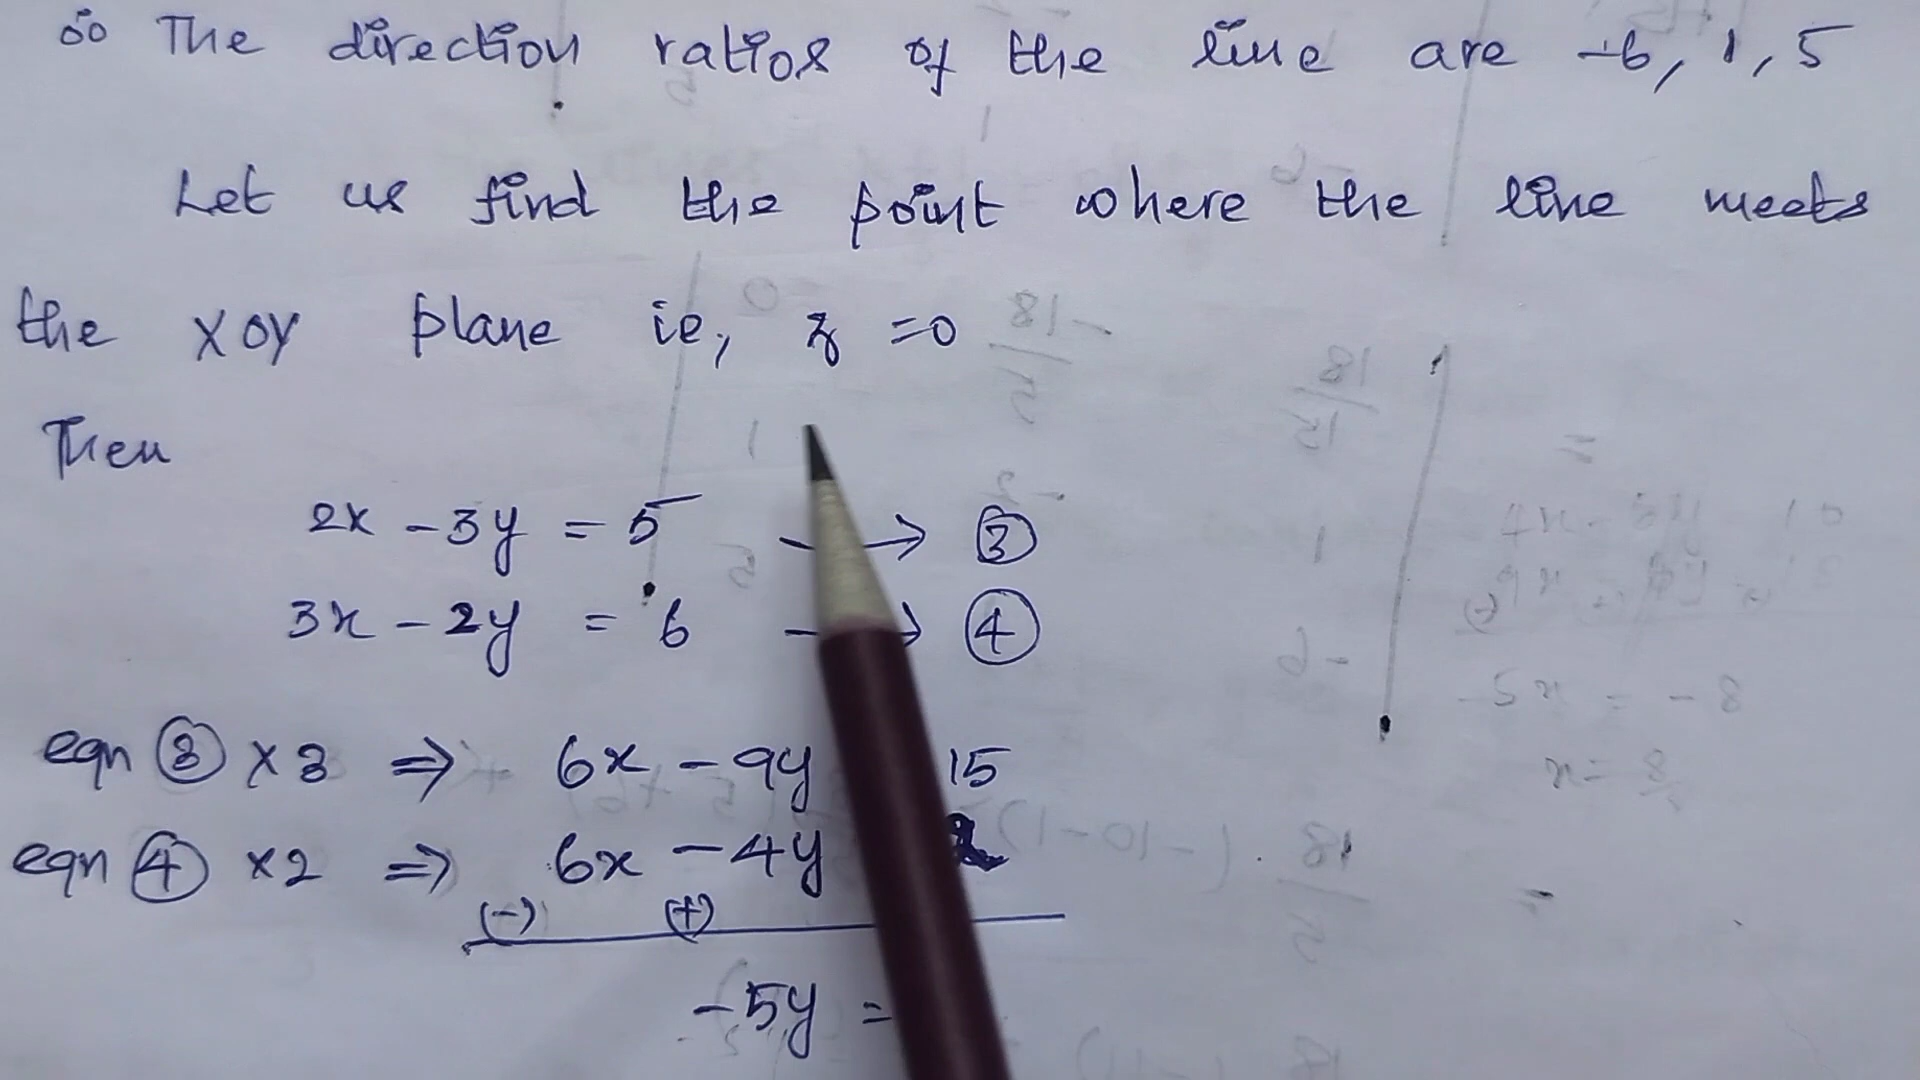 ∴ The direction ratios of the line are -6, 1, 5
Let us find the point where the line meets
the XOY plane ie, z =0
Then
2x - 3y = 5 → ③
3x - 2y = 6 → ④
eqn ③ × 3 ⇒ 6x - 9y 15
eqn ④ × 2 ⇒ 6x - 4y
(-) (+)
-5y =